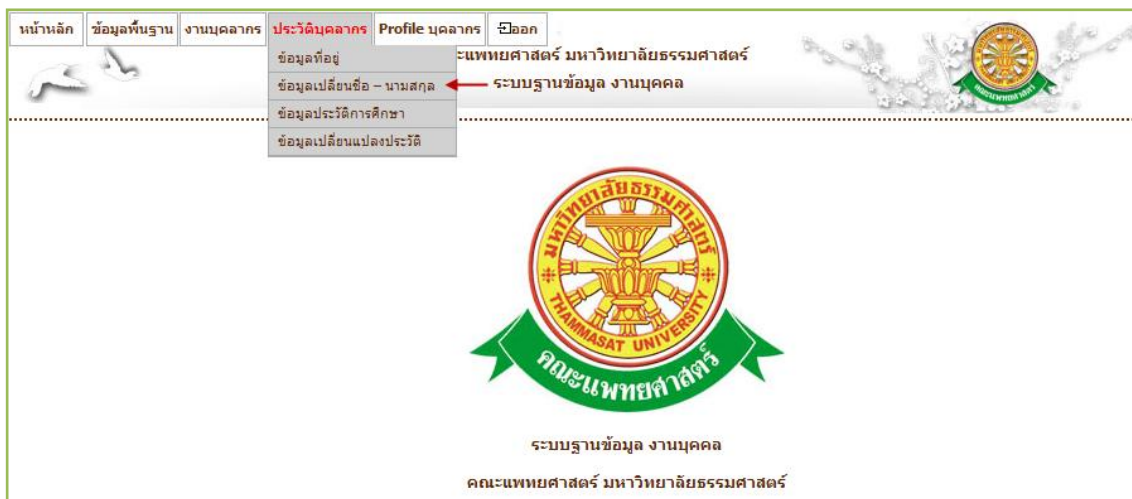 หน้าหลัก ข้อมูลพื้นฐาน งานบุคลากร ประวัติบุคลากร Profile บุคลากร ออก
ข้อมูลที่อยู่
ข้อมูลเปลี่ยนชื่อ – นามสกุล
ข้อมูลประวัติการศึกษา
ข้อมูลเปลี่ยนแปลงประวัติ
ะแพทยศาสตร์ มหาวิทยาลัยธรรมศาสตร์
ระบบฐานข้อมูล งานบุคคล
คณะแพทยศาสตร์
มหาวิทยาลัยธรรมศาสตร์
THAMMASAT UNIVERSITY
คณะแพทยศาสตร์
ระบบฐานข้อมูล งานบุคคล
คณะแพทยศาสตร์ มหาวิทยาลัยธรรมศาสตร์